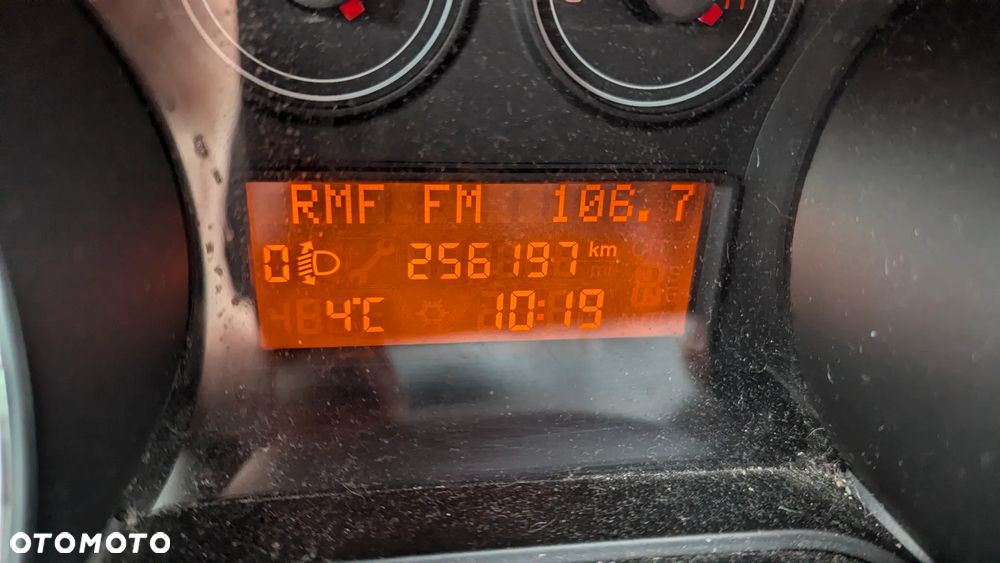 RMF FM 106.7
0 256197 km
4°C 10:19
OTOMOTO